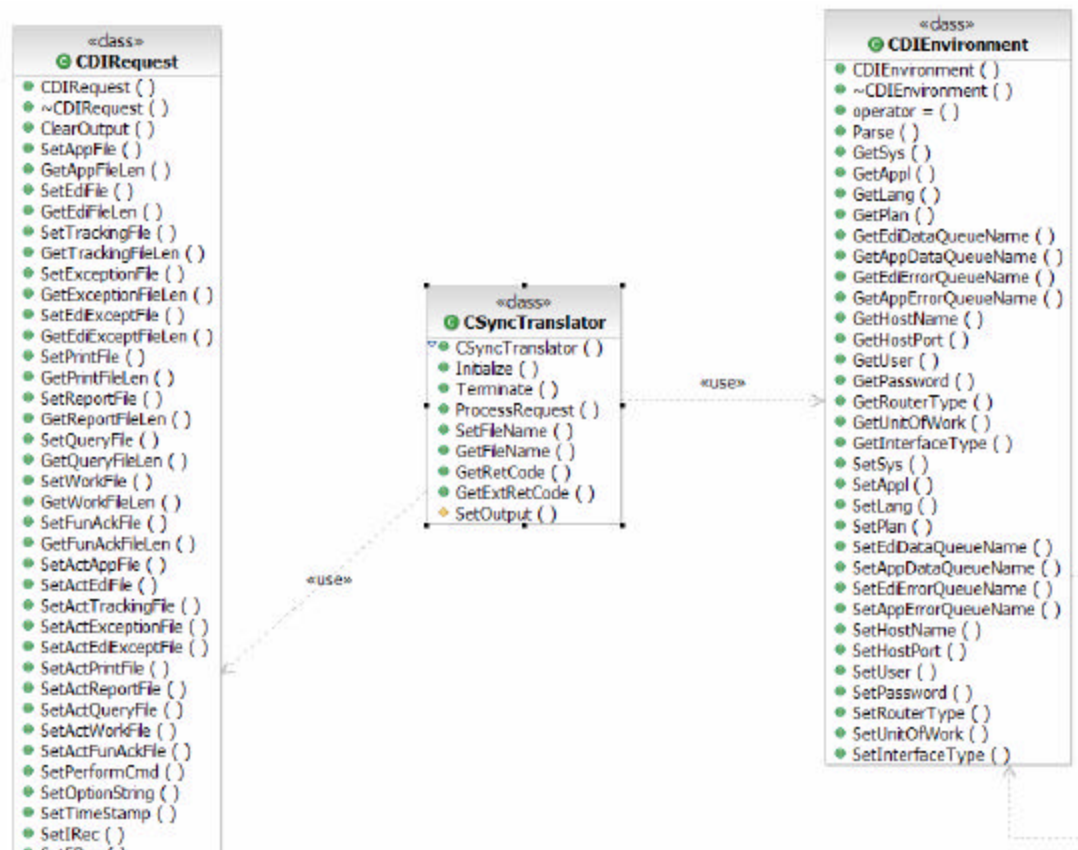 «class»
CDIRequest
CDIRequest ( )
~CDIRequest ( )
ClearOutput ( )
SetAppFile ( )
GetAppFileLen ( )
SetEdiFile ( )
GetEdiFileLen ( )
SetTrackingFile ( )
GetTrackingFileLen ( )
SetExceptionFile ( )
GetExceptionFileLen ( )
SetEdiExceptFile ( )
GetEdiExceptFileLen ( )
SetPrintFile ( )
GetPrintFileLen ( )
SetReportFile ( )
GetReportFileLen ( )
SetQueryFile ( )
GetQueryFileLen ( )
SetWorkFile ( )
GetWorkFileLen ( )
SetFunAckFile ( )
GetFunAckFileLen ( )
SetActAppFile ( )
SetActEdiFile ( )
SetActTrackingFile ( )
SetActExceptionFile ( )
SetActEdiExceptFile ( )
SetActPrintFile ( )
SetActReportFile ( )
SetActQueryFile ( )
SetActWorkFile ( )
SetActFunAckFile ( )
SetPerformCmd ( )
SetOptionString ( )
SetTimeStamp ( )
SetIRec ( )
«use»
«class»
CSyncTranslator
CSyncTranslator ( )
Initialize ( )
Terminate ( )
ProcessRequest ( )
SetFileName ( )
GetFileName ( )
GetRetCode ( )
GetExtRetCode ( )
SetOutput ( )
«use»
«class»
CDIEnvironment
CDIEnvironment ( )
~CDIEnvironment ( )
operator = ( )
Parse ( )
GetSys ( )
GetAppl ( )
GetLang ( )
GetPlan ( )
GetEdiDataQueueName ( )
GetAppDataQueueName ( )
GetEdiErrorQueueName ( )
GetAppErrorQueueName ( )
GetHostName ( )
GetHostPort ( )
GetUser ( )
GetPassword ( )
GetRouterType ( )
GetUnitOfWork ( )
GetInterfaceType ( )
SetSys ( )
SetAppl ( )
SetLang ( )
SetPlan ( )
SetEdiDataQueueName ( )
SetAppDataQueueName ( )
SetEdiErrorQueueName ( )
SetAppErrorQueueName ( )
SetHostName ( )
SetHostPort ( )
SetUser ( )
SetPassword ( )
SetRouterType ( )
SetUnitOfWork ( )
SetInterfaceType ( )